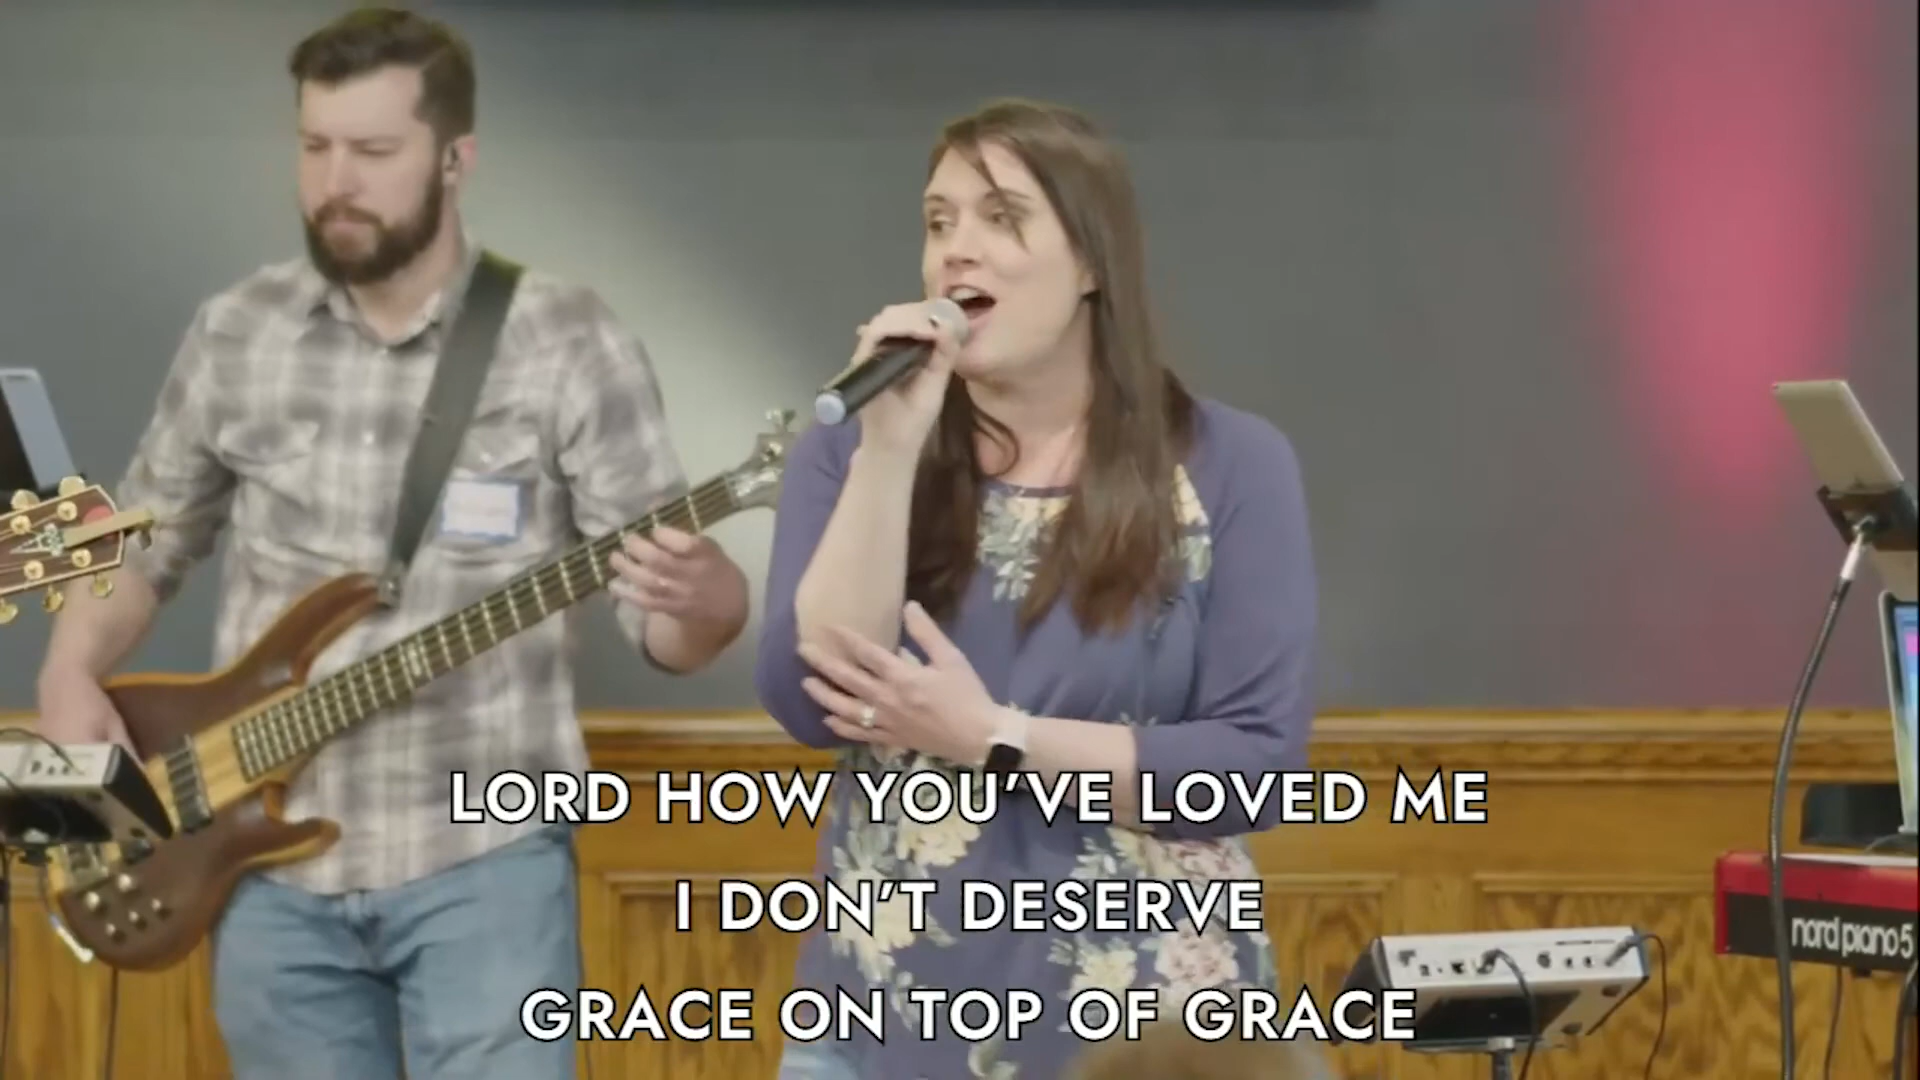 LORD HOW YOU'VE LOVED ME
I DON'T DESERVE
GRACE ON TOP OF GRACE
nord piano 5